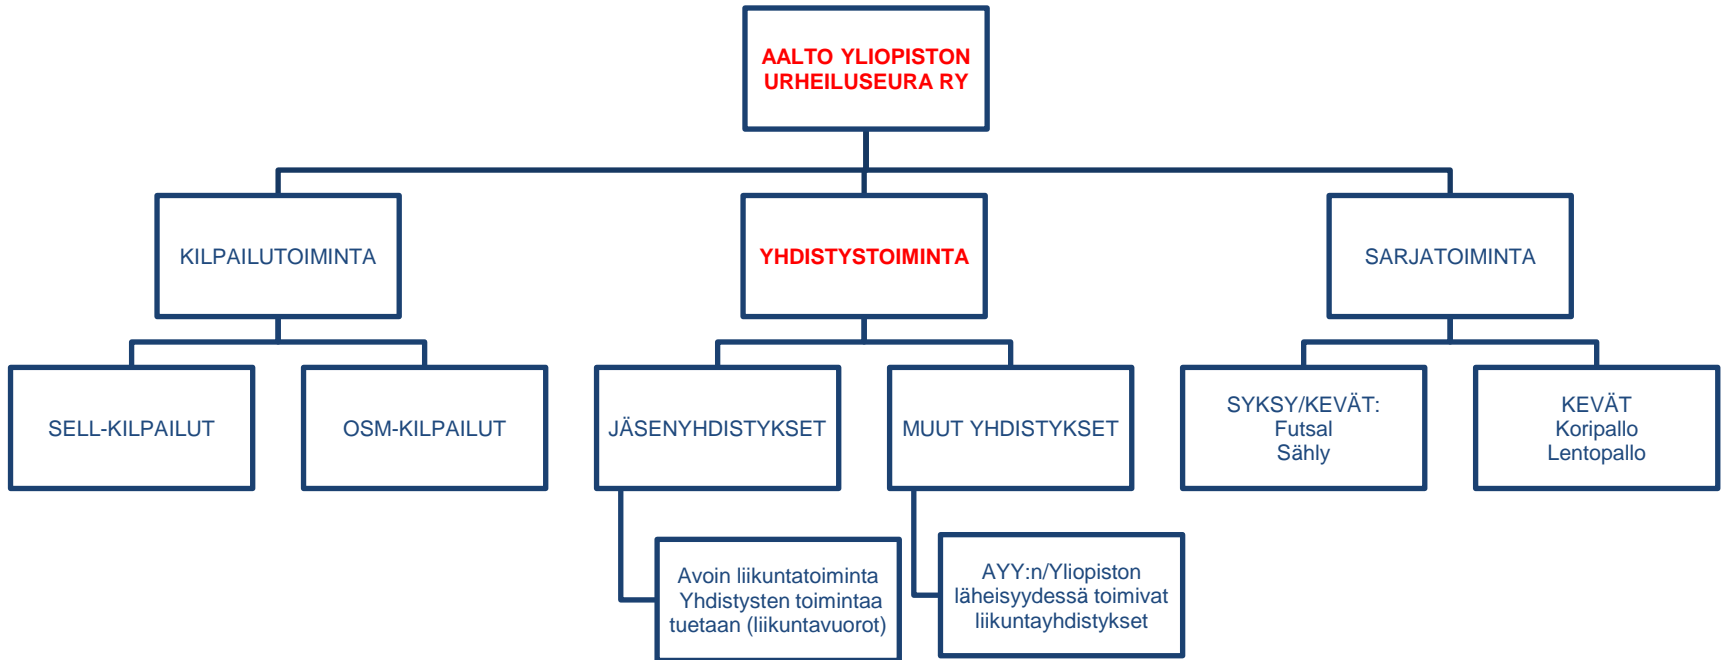 AALTO YLIOPISTON
URHEILUSEURA RY
KILPAILUTOIMINTA
YHDISTYSTOIMINTA
SARJATOIMINTA
SELL-KILPAILUT
OSM-KILPAILUT
JÄSENYHDISTYKSET
MUUT YHDISTYKSET
SYKSY/KEVÄT:
Futsal
Sähly
KEVÄT
Koripallo
Lentopallo
Avoin liikuntatoiminta
Yhdistysten toimintaa
tuetaan (liikuntavuorot)
AYY:n/Yliopiston
läheisyydessä toimivat
liikuntayhdistykset